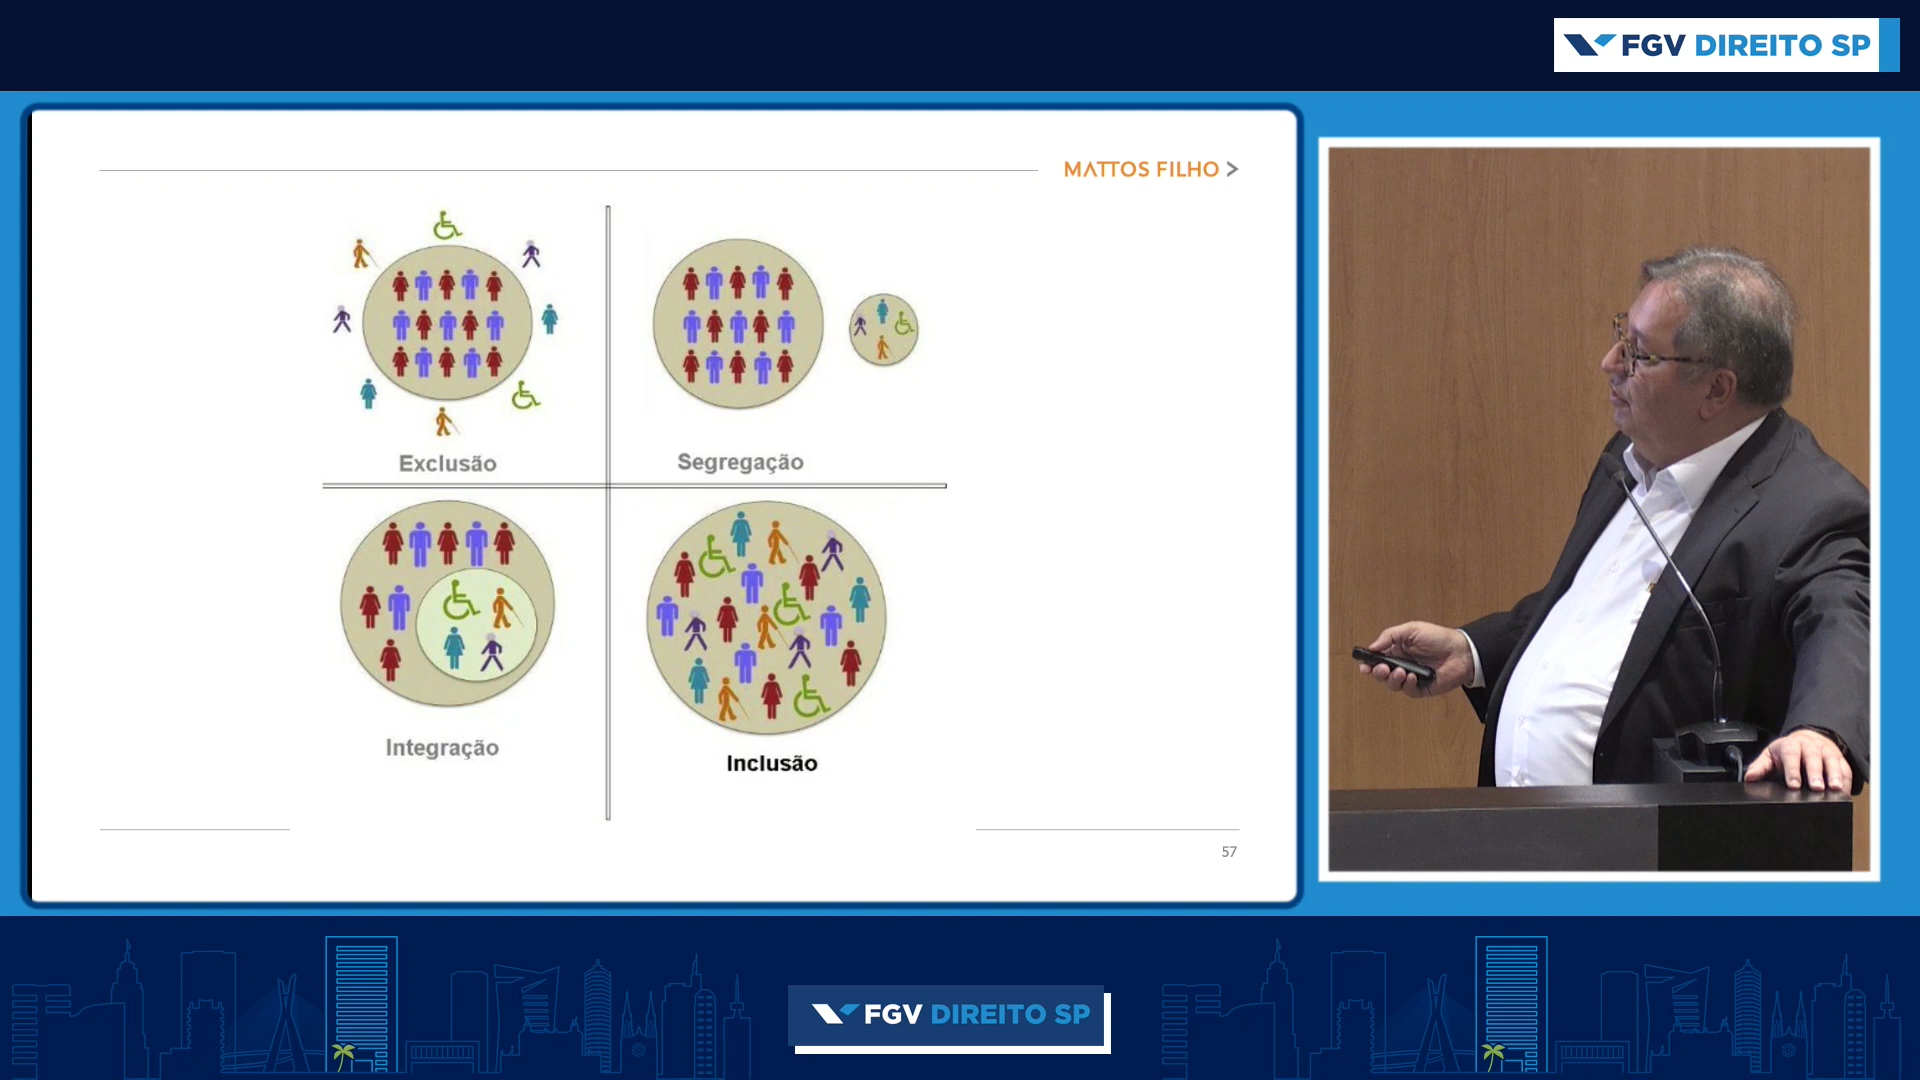 FGV DIREITO SP
MATTOS FILHO >
Exclusão
Segregação
Integração
Inclusão
57
FGV DIREITO SP